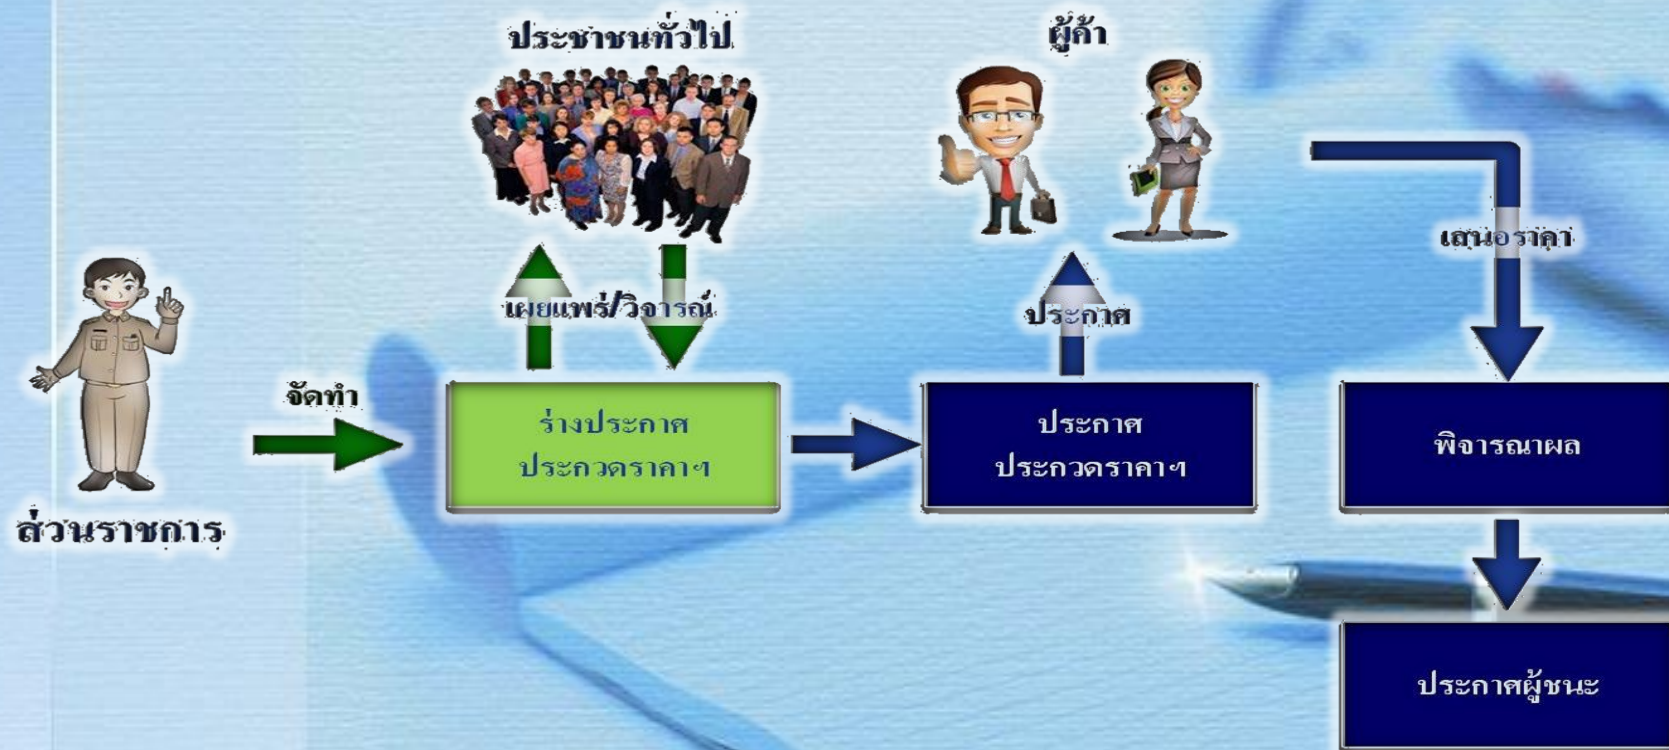 ประชาชนทั่วไป
ผู้ค้า
เสนอราคา
เผยแพร่/วิจารณ์
ประกาศ
จัดทำ
ร่างประกาศ
ประกวดราคาฯ
ประกาศ
ประกวดราคาฯ
พิจารณาผล
ส่วนราชการ
ประกาศผู้ชนะ